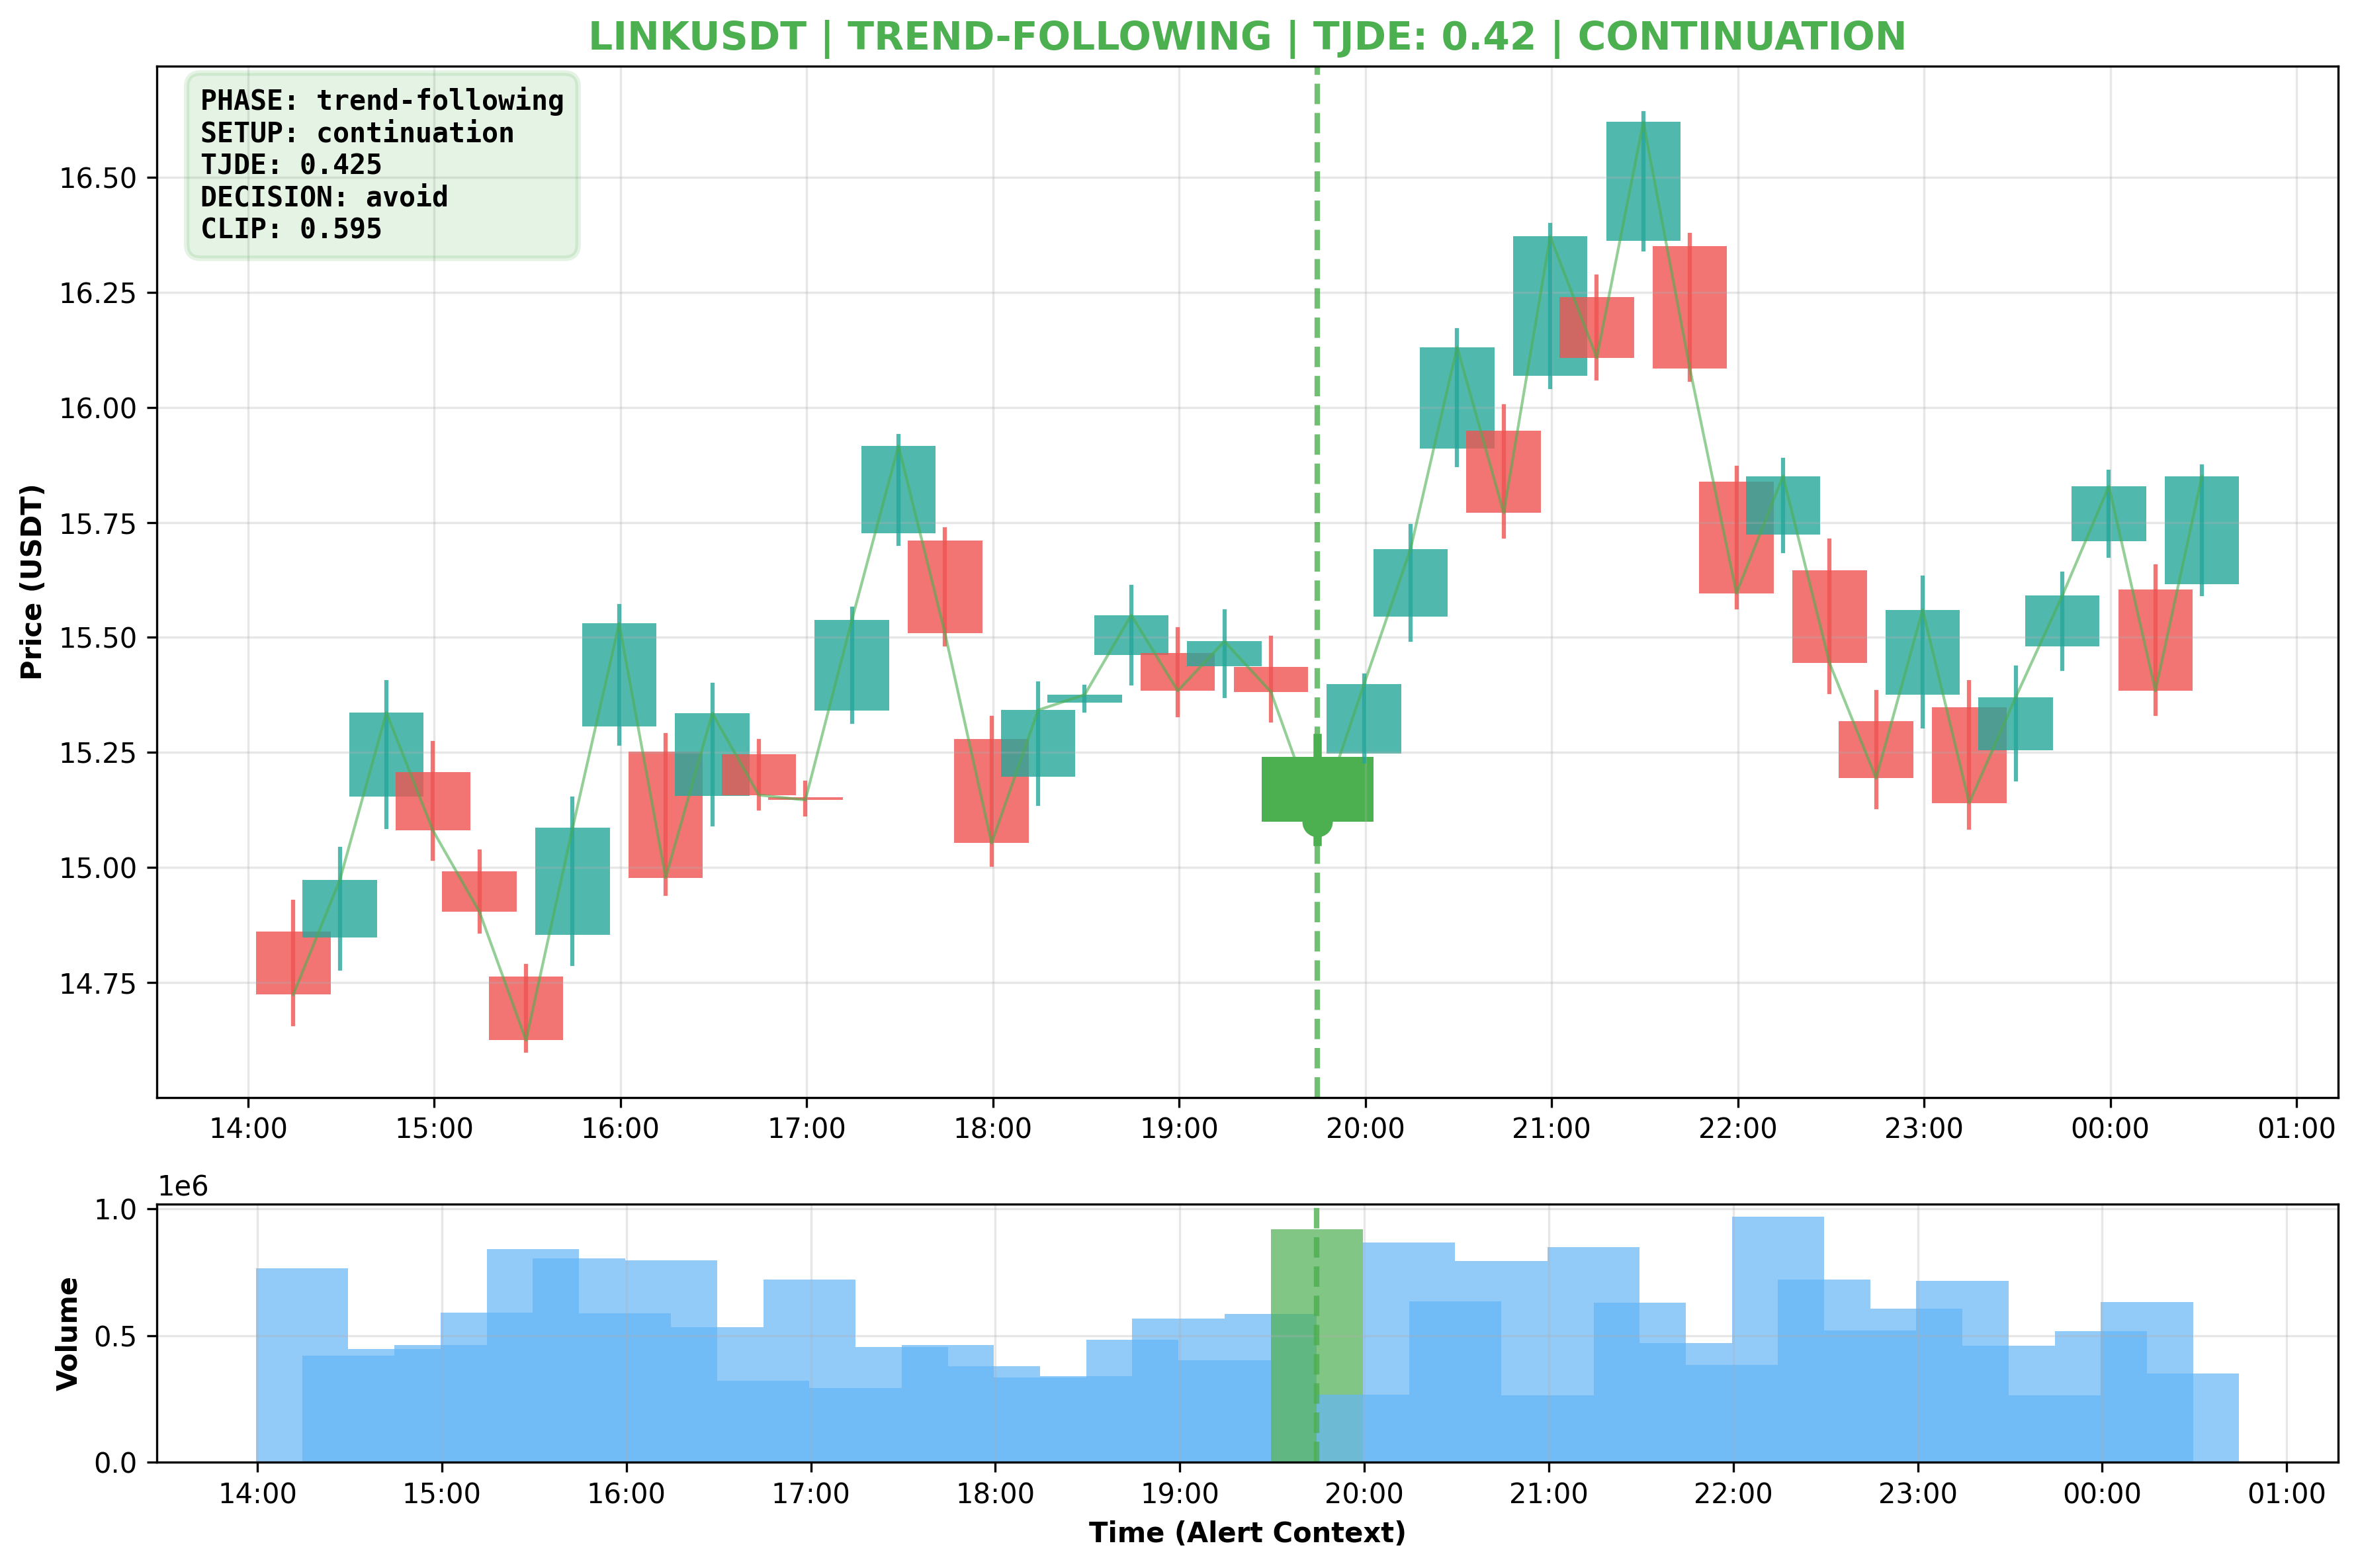 LINKUSDT | TREND-FOLLOWING | TJDE: 0.42 | CONTINUATION
PHASE: trend-following
SETUP: continuation
TJDE: 0.425
DECISION: avoid
CLIP: 0.595
Price (USDT)
16.50
16.25
16.00
15.75
15.50
15.25
15.00
14.75
14:00 15:00 16:00 17:00 18:00 19:00 20:00 21:00 22:00 23:00 00:00 01:00
1e6
Volume
1.0
0.5
0.0
14:00 15:00 16:00 17:00 18:00 19:00 20:00 21:00 22:00 23:00 00:00 01:00
Time (Alert Context)